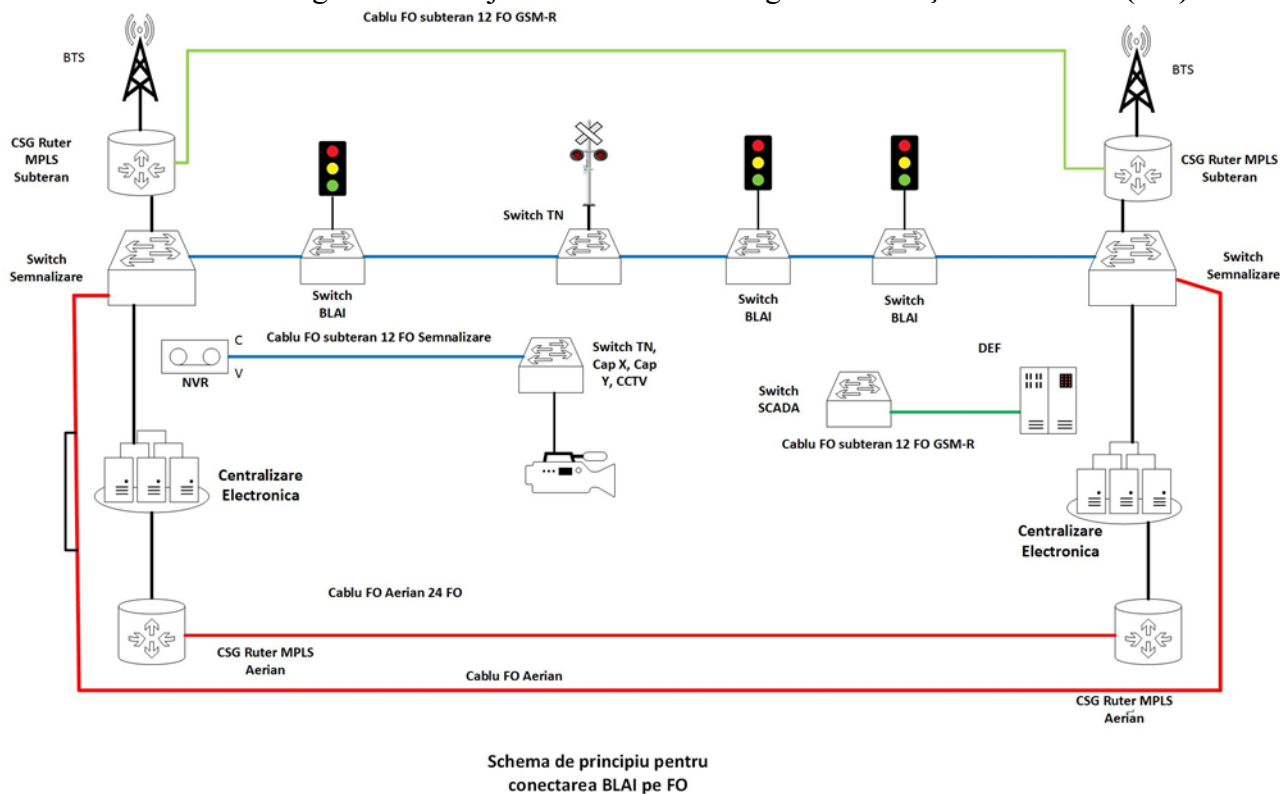 Cablu FO subteran 12 FO GSM-R
BTS
BTS
CSG Ruter
MPLS
Subteran
CSG Ruter MPLS
Subteran
Switch TN
Switch
Semnalizare
Switch
Semnalizare
Switch
BLAI
Switch
BLAI
Switch
BLAI
Cablu FO subteran 12 FO Semnalizare
C
V
NVR
Switch TN,
Cap X, Cap
Y, CCTV
DEF
Switch
SCADA
Cablu FO subteran 12 FO GSM-R
Centralizare
Electronica
Centralizare
Electronica
Cablu FO Aerian 24 FO
CSG Ruter MPLS
Aerian
Cablu FO Aerian
CSG Ruter MPLS
Aerian
Schema de principiu pentru
conectarea BLAI pe FO